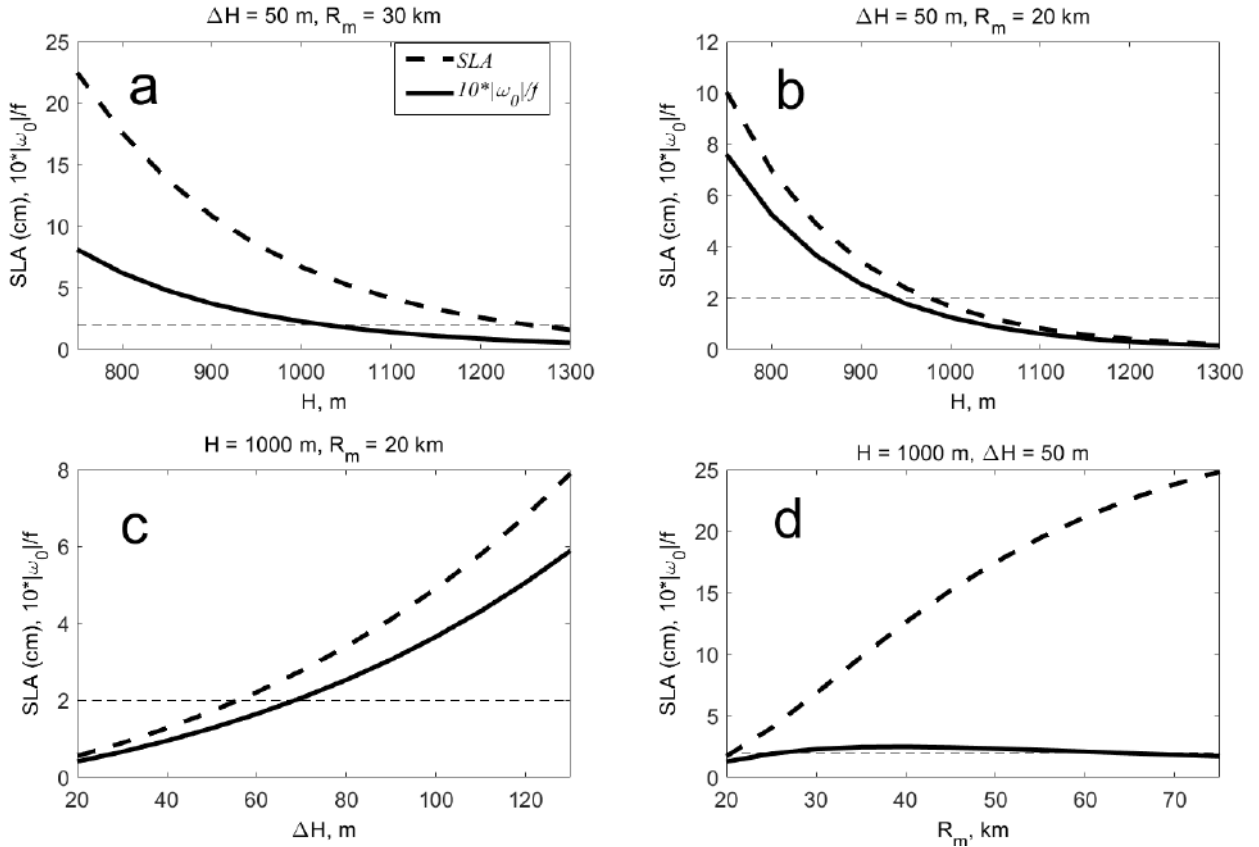 ΔH = 50 m, R_m = 30 km
25
20
15
10
5
0
SLA (cm), 10*|ω_0|/f
a
SLA
10*|ω_0|/f
800 900 1000 1100 1200 1300
H, m
ΔH = 50 m, R_m = 20 km
12
10
8
6
4
2
0
SLA (cm), 10*|ω_0|/f
b
800 900 1000 1100 1200 1300
H, m
H = 1000 m, R_m = 20 km
8
6
4
2
0
SLA (cm), 10*|ω_0|/f
c
20 40 60 80 100 120
ΔH, m
H = 1000 m, ΔH = 50 m
25
20
15
10
5
0
SLA (cm), 10*|ω_0|/f
d
20 30 40 50 60 70
R_m, km